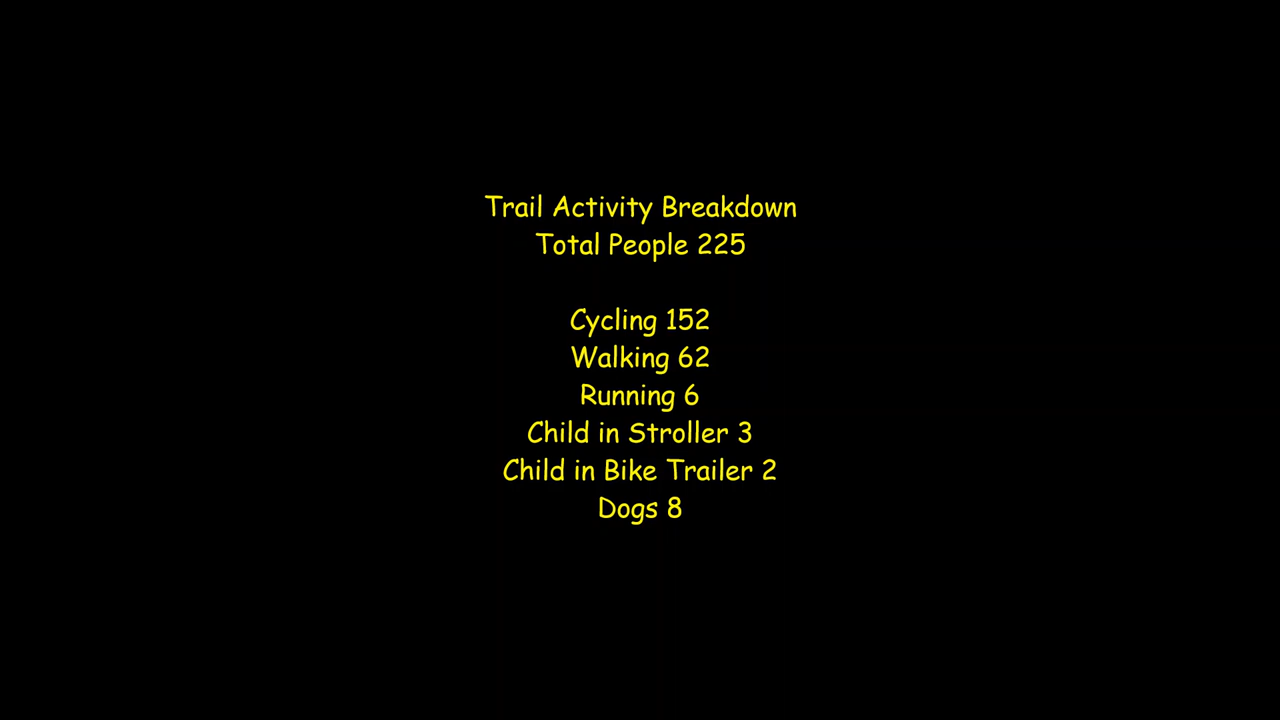 Trail Activity Breakdown
Total People 225
Cycling 152
Walking 62
Running 6
Child in Stroller 3
Child in Bike Trailer 2
Dogs 8